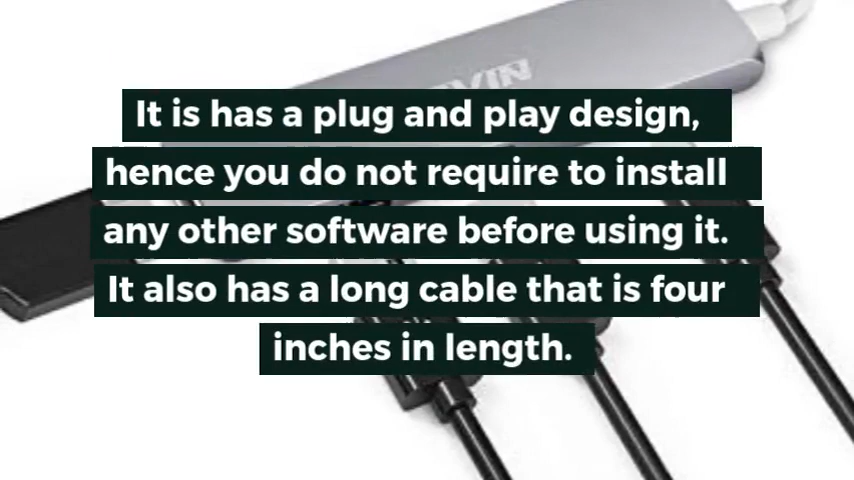 It is has a plug and play design,
hence you do not require to install
any other software before using it.
It also has a long cable that is four
inches in length.